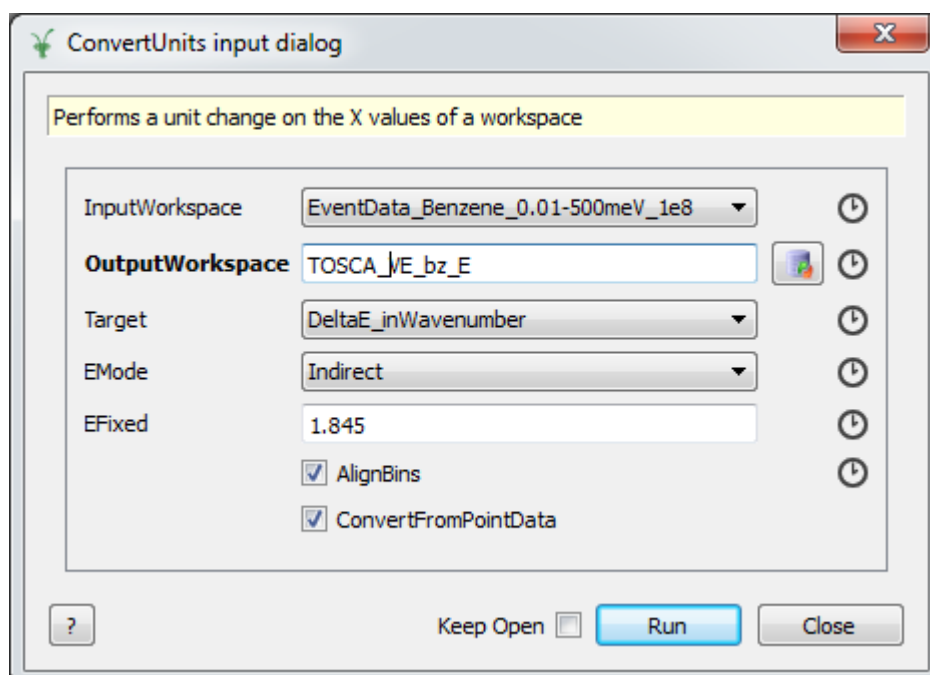 ConvertUnits input dialog
Performs a unit change on the X values of a workspace
InputWorkspace EventData_Benzene_0.01-500meV_1e8
OutputWorkspace TOSCA_VE_bz_E
Target DeltaE_inWavenumber
EMode Indirect
EFixed 1.845
AlignBins
ConvertFromPointData
? Keep Open Run Close